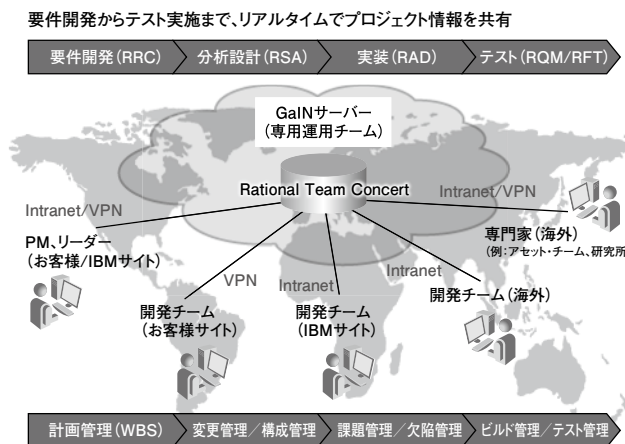 要件開発からテスト実施まで、リアルタイムでプロジェクト情報を共有
要件開発(RRC)
分析設計(RSA)
実装(RAD)
テスト(RQM/RFT)
GaINサーバー
(専用運用チーム)
Rational Team Concert
Intranet/VPN
Intranet/VPN
PM、リーダー
(お客様/IBMサイト)
専門家(海外)
(例:アセット・チーム、研究所
VPN
Intranet
Intranet
開発チーム
(お客様サイト)
開発チーム
(IBMサイト)
開発チーム(海外)
計画管理(WBS)
変更管理/構成管理
課題管理/欠陥管理
ビルド管理/テスト管理